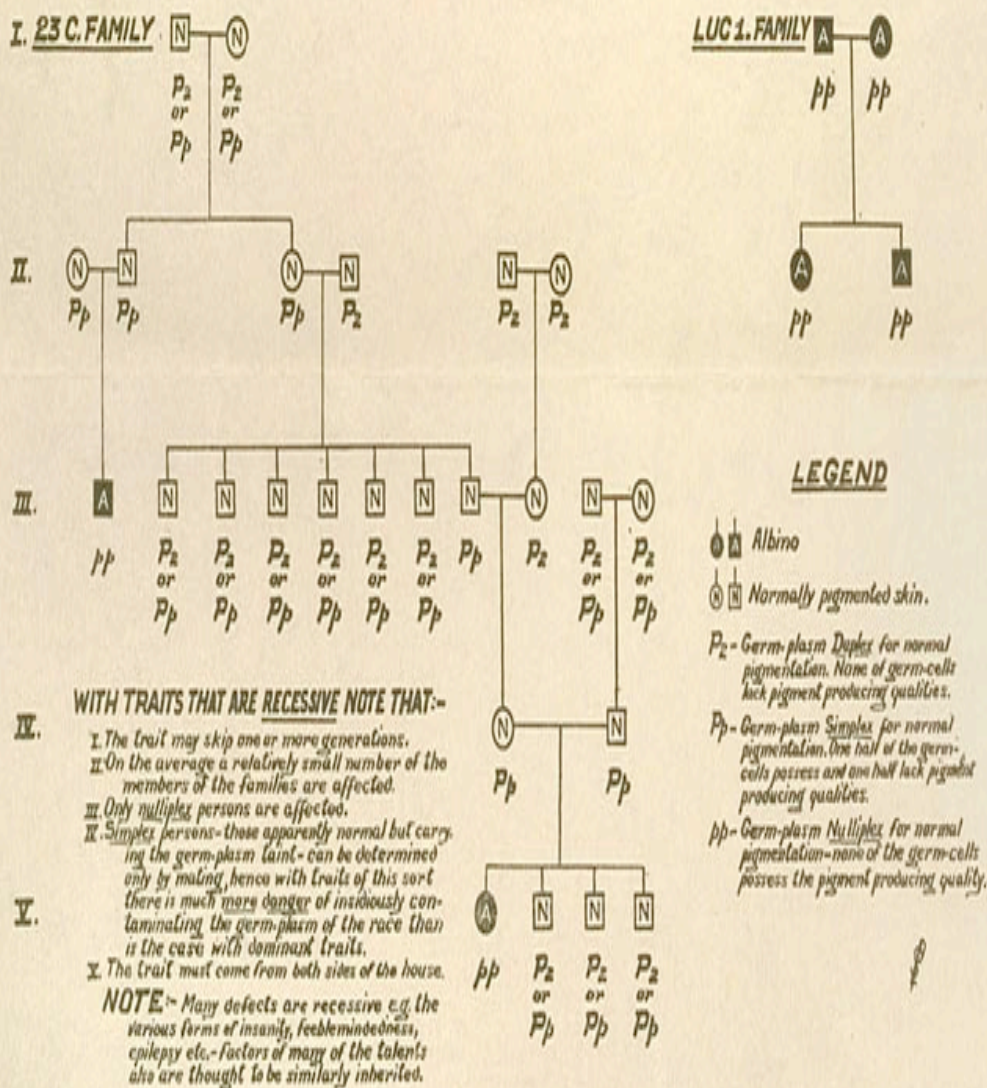 I. 23 C. FAMILY N N
P2 P2
or or
Pp Pp
LUC 1. FAMILY A A
pp pp
II. N N N N N N
Pp Pp Pp P2 P2 P2
A A
pp pp
III. A N N N N N N N N N N
pp P2 P2 P2 P2 P2 P2 Pp P2 P2 P2
or or or or or or or or
Pp Pp Pp Pp Pp Pp Pp Pp
IV. N N
Pp Pp
V. A N N N
pp P2 P2 P2
or or or
Pp Pp Pp
WITH TRAITS THAT ARE RECESSIVE NOTE THAT:-
I. The trait may skip one or more generations.
II. On the average a relatively small number of the
members of the families are affected.
III. Only nulliplex persons are affected.
IV. Simplex persons - those apparently normal but carry-
ing the germ-plasm taint - can be determined
only by mating, hence with traits of this sort
there is much more danger of insidiously con-
taminating the germ-plasm of the race than
is the case with dominant traits.
V. The trait must come from both sides of the house.
NOTE:- Many defects are recessive e.g. the
various forms of insanity, feeblemindedness,
epilepsy etc.- Factors of many of the talents
also are thought to be similarly inherited.
LEGEND
A A Albino
N N Normally pigmented skin.
P2 - Germ-plasm Duplex for normal
pigmentation. None of germ-cells
lack pigment producing qualities.
Pp - Germ-plasm Simplex for normal
pigmentation. One half of the germ-
cells possess and one half lack pigment
producing qualities.
pp - Germ-plasm Nulliplex for normal
pigmentation - none of the germ-cells
possess the pigment producing quality.